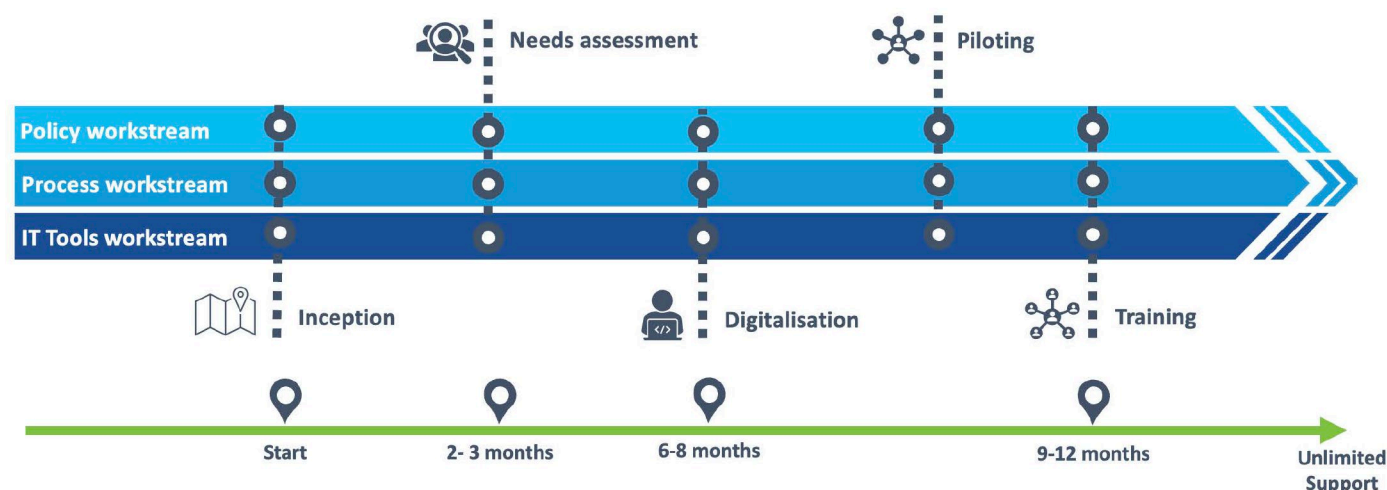 Needs assessment
Piloting
Policy workstream
Process workstream
IT Tools workstream
Inception
Digitalisation
Training
Start
2- 3 months
6-8 months
9-12 months
Unlimited
Support